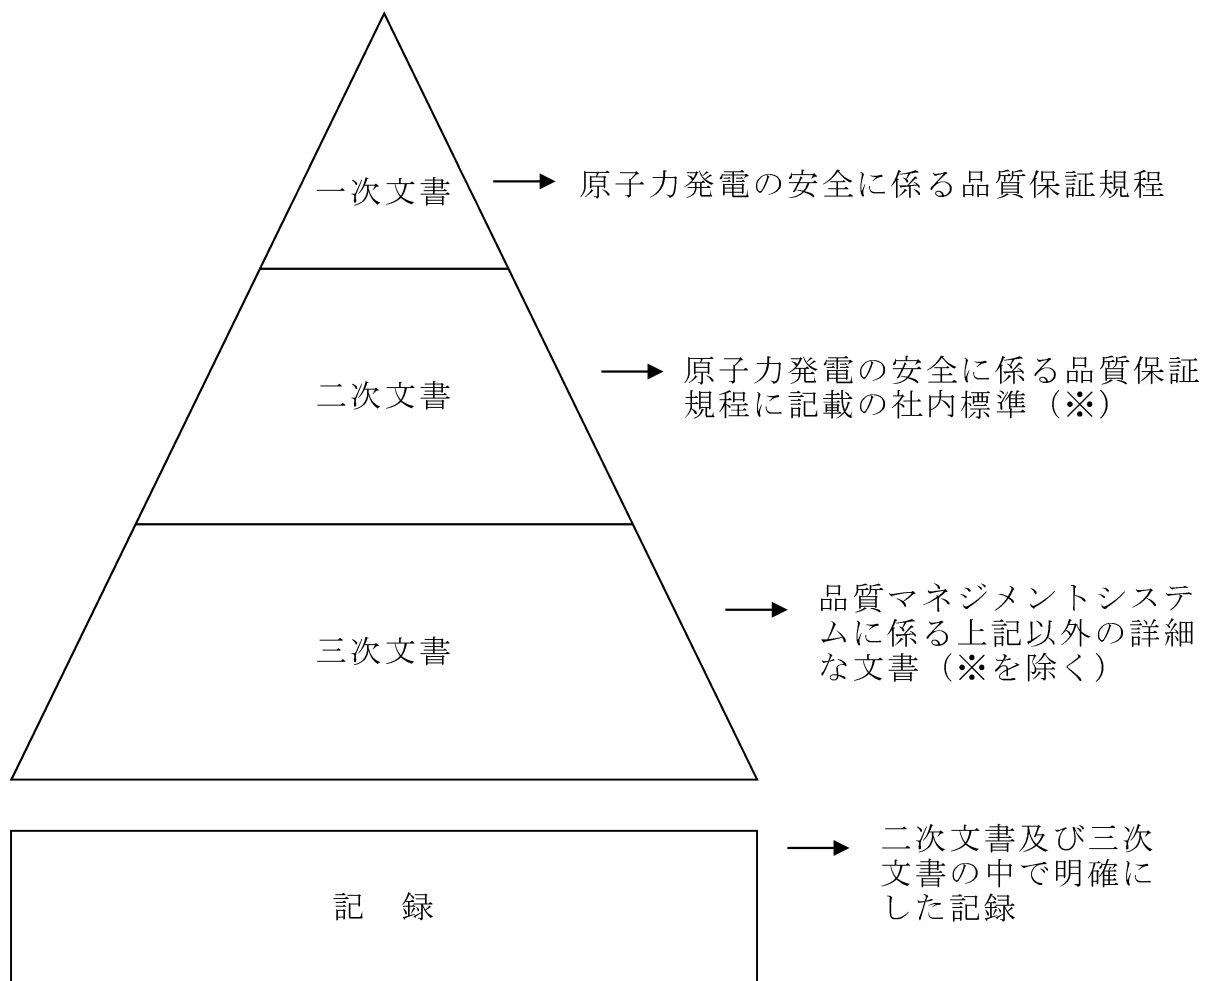 一次文書
原子力発電の安全に係る品質保証規程
二次文書
原子力発電の安全に係る品質保証
規程に記載の社内標準（※）
三次文書
品質マネジメントシステ
ムに係る上記以外の詳細
な文書（※を除く）
記　録
二次文書及び三次
文書の中で明確に
した記録